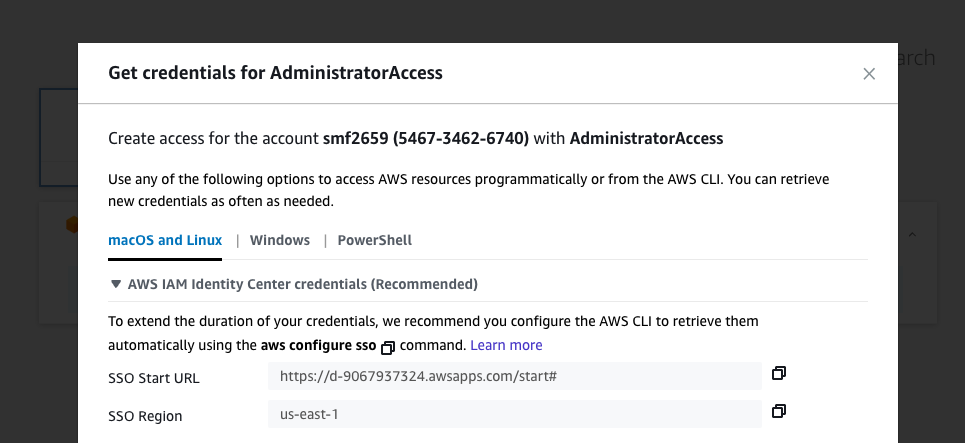 Get credentials for AdministratorAccess
arch
Create access for the account smf2659 (5467-3462-6740) with AdministratorAccess
Use any of the following options to access AWS resources programmatically or from the AWS CLI. You can retrieve
new credentials as often as needed.
macOS and Linux | Windows | PowerShell
AWS IAM Identity Center credentials (Recommended)
To extend the duration of your credentials, we recommend you configure the AWS CLI to retrieve them
automatically using the aws configure sso command. Learn more
SSO Start URL https://d-9067937324.awsapps.com/start#
SSO Region us-east-1